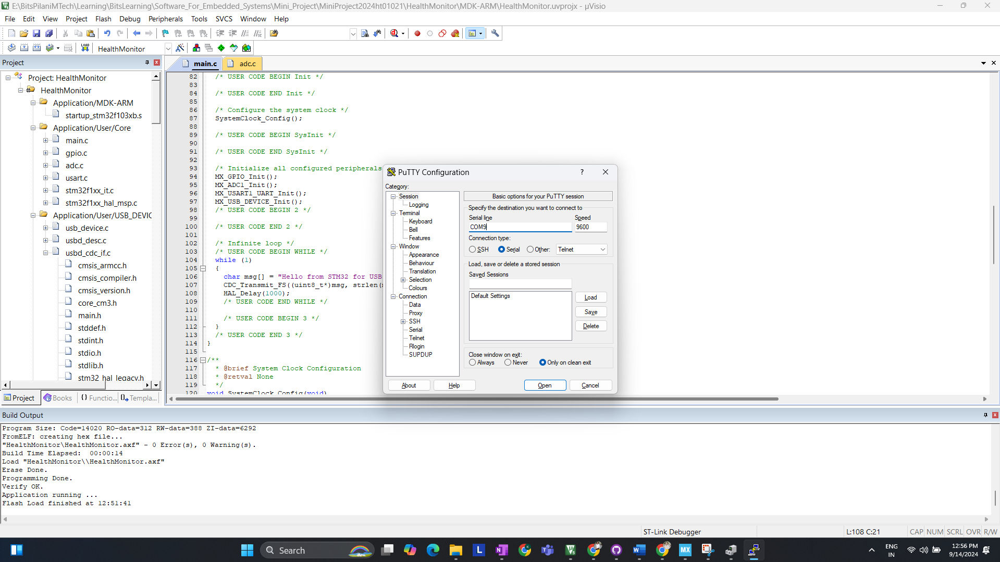 E:\BitsPilaniMTech\Learning\BitsLearning\Software_For_Embedded_Systems\Mini_Project\MiniProject2024ht01021\HealthMonitor\MDK-ARM\HealthMonitor.uvprojx - µVisio
File Edit View Project Flash Debug Peripherals Tools SVCS Window Help
LOAD HealthMonitor
Project
main.c adc.c
Project: HealthMonitor
HealthMonitor
Application/MDK-ARM
startup_stm32f103xb.s
Application/User/Core
main.c
gpio.c
adc.c
usart.c
stm32f1xx_it.c
stm32f1xx_hal_msp.c
Application/User/USB_DEVIC
usb_device.c
usbd_desc.c
usbd_cdc_if.c
cmsis_armcc.h
cmsis_compiler.h
cmsis_version.h
core_cm3.h
main.h
stddef.h
stdint.h
stdio.h
stdlib.h
stm32_hal_legacy.h
Project Books {} Functio... Templa...
82 /* USER CODE BEGIN Init */
83
84 /* USER CODE END Init */
85
86 /* Configure the system clock */
87 SystemClock_Config();
88
89 /* USER CODE BEGIN SysInit */
90
91 /* USER CODE END SysInit */
92
93 /* Initialize all configured peripherals
94 MX_GPIO_Init();
95 MX_ADC1_Init();
96 MX_USART1_UART_Init();
97 MX_USB_DEVICE_Init();
98 /* USER CODE BEGIN 2 */
99
100 /* USER CODE END 2 */
101
102 /* Infinite loop */
103 /* USER CODE BEGIN WHILE */
104 while (1)
105 {
106 char msg[] = "Hello from STM32 for USB
107 CDC_Transmit_FS((uint8_t*)msg, strlen(
108 HAL_Delay(1000);
109 /* USER CODE END WHILE */
110
111 /* USER CODE BEGIN 3 */
112 }
113 /* USER CODE END 3 */
114 }
115
116 /**
117 * @brief System Clock Configuration
118 * @retval None
119 */
120 void SystemClock_Config(void)
PuTTY Configuration ?
Category:
Session
Logging
Terminal
Keyboard
Bell
Features
Window
Appearance
Behaviour
Translation
Selection
Colours
Connection
Data
Proxy
SSH
Serial
Telnet
Rlogin
SUPDUP
Basic options for your PuTTY session
Specify the destination you want to connect to
Serial line Speed
COM9 9600
Connection type:
SSH Serial Other: Telnet
Load, save or delete a stored session
Saved Sessions
Default Settings
Load
Save
Delete
Close window on exit:
Always Never Only on clean exit
About Help Open Cancel
Build Output
Program Size: Code=14020 RO-data=312 RW-data=388 ZI-data=6292
FromELF: creating hex file...
"HealthMonitor\HealthMonitor.axf" - 0 Error(s), 0 Warning(s).
Build Time Elapsed: 00:00:14
Load "HealthMonitor\\HealthMonitor.axf"
Erase Done.
Programming Done.
Verify OK.
Application running ...
Flash Load finished at 12:51:41
ST-Link Debugger L:108 C:21 CAP NUM SCRL OVR R/W
Search
L
MX
ENG
IN
12:56 PM
9/14/2024